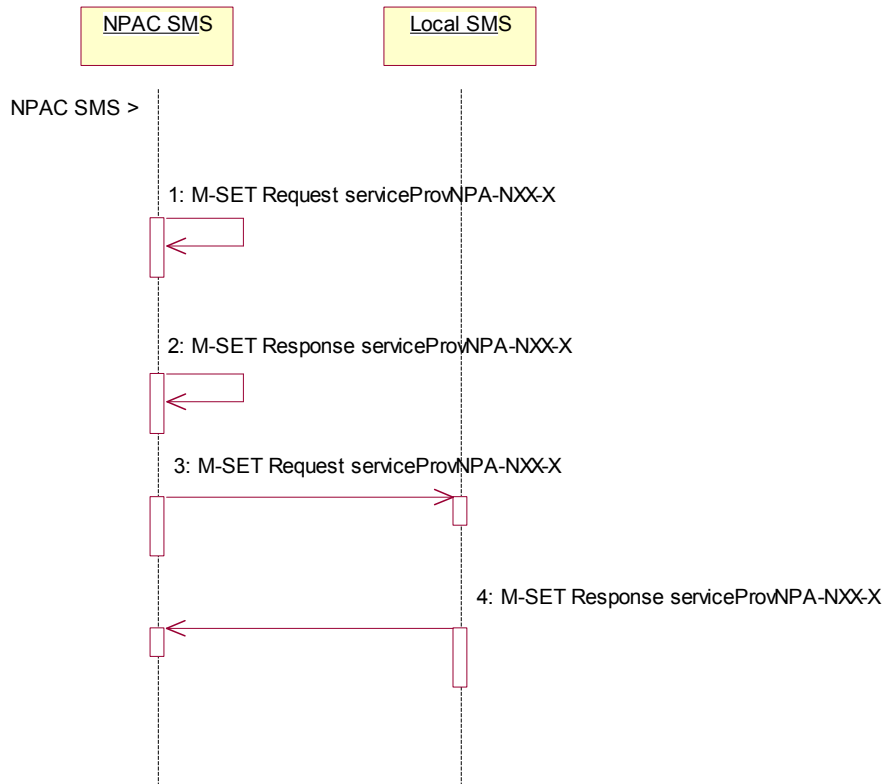 NPAC SMS
Local SMS
NPAC SMS >
1: M-SET Request serviceProvNPA-NXX-X
2: M-SET Response serviceProvNPA-NXX-X
3: M-SET Request serviceProvNPA-NXX-X
4: M-SET Response serviceProvNPA-NXX-X